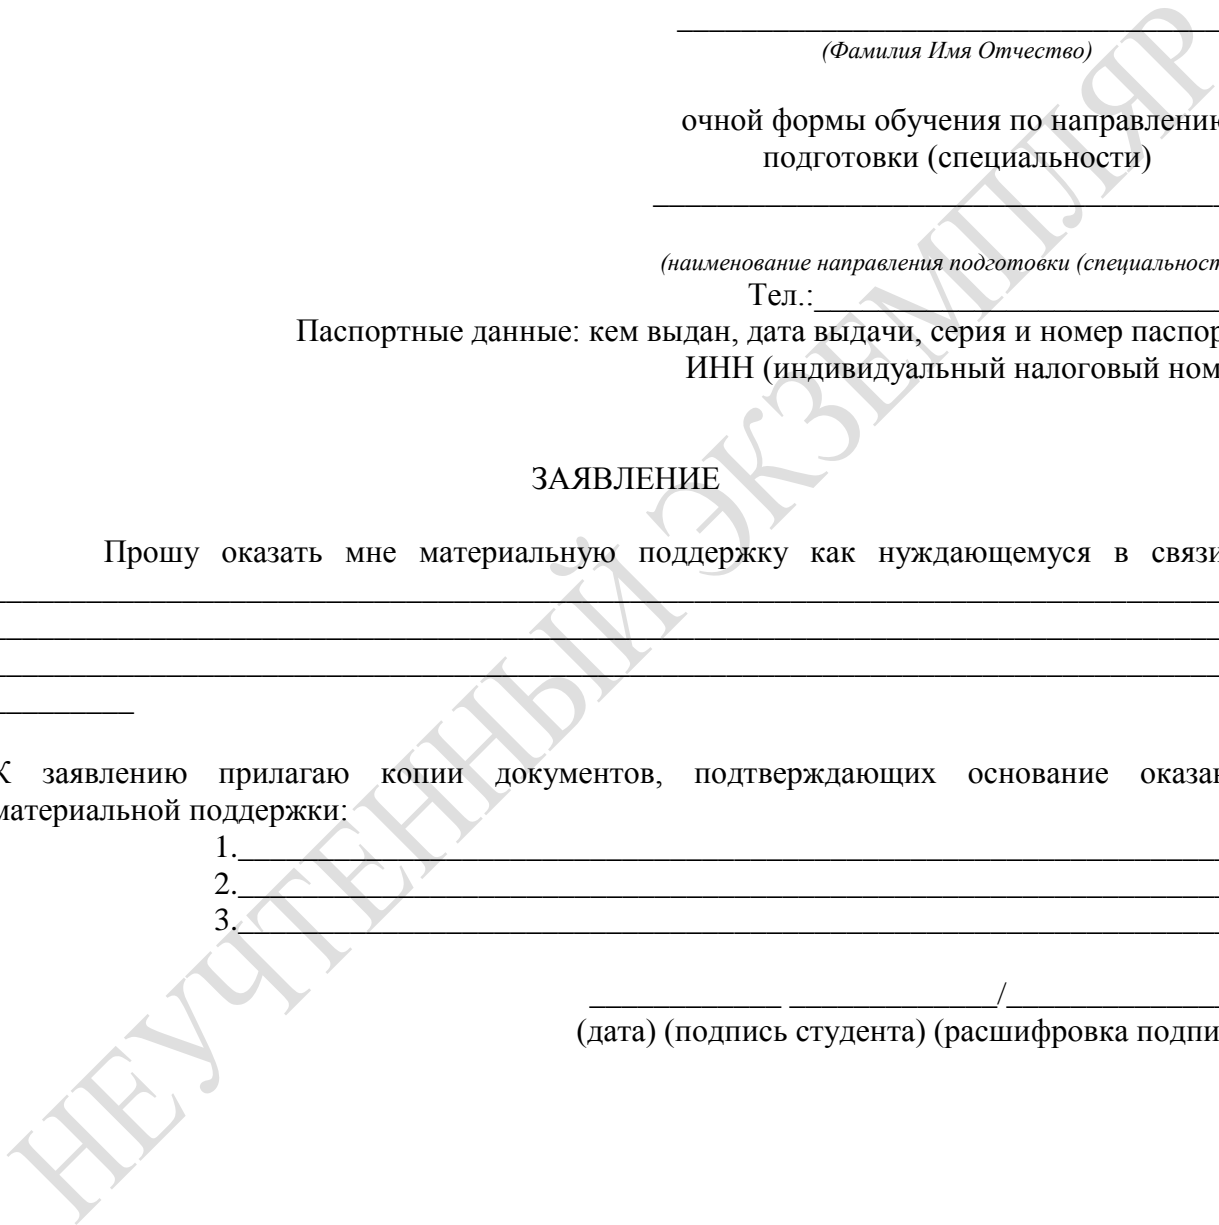 (Фамилия Имя Отчество)
очной формы обучения по направлени
подготовки (специальности)
(наименование направления подготовки (специальност
Тел.:
Паспортные данные: кем выдан, дата выдачи, серия и номер паспор
ИНН (индивидуальный налоговый ном
ЗАЯВЛЕНИЕ
Прошу оказать мне материальную поддержку как нуждающемуся в связи
К заявлению прилагаю копии документов, подтверждающих основание оказа
материальной поддержки:
1.
2.
3.
/
(дата) (подпись студента) (расшифровка подпи
НЕУЧТЕННЫЙ ЭКЗЕМПЛЯР